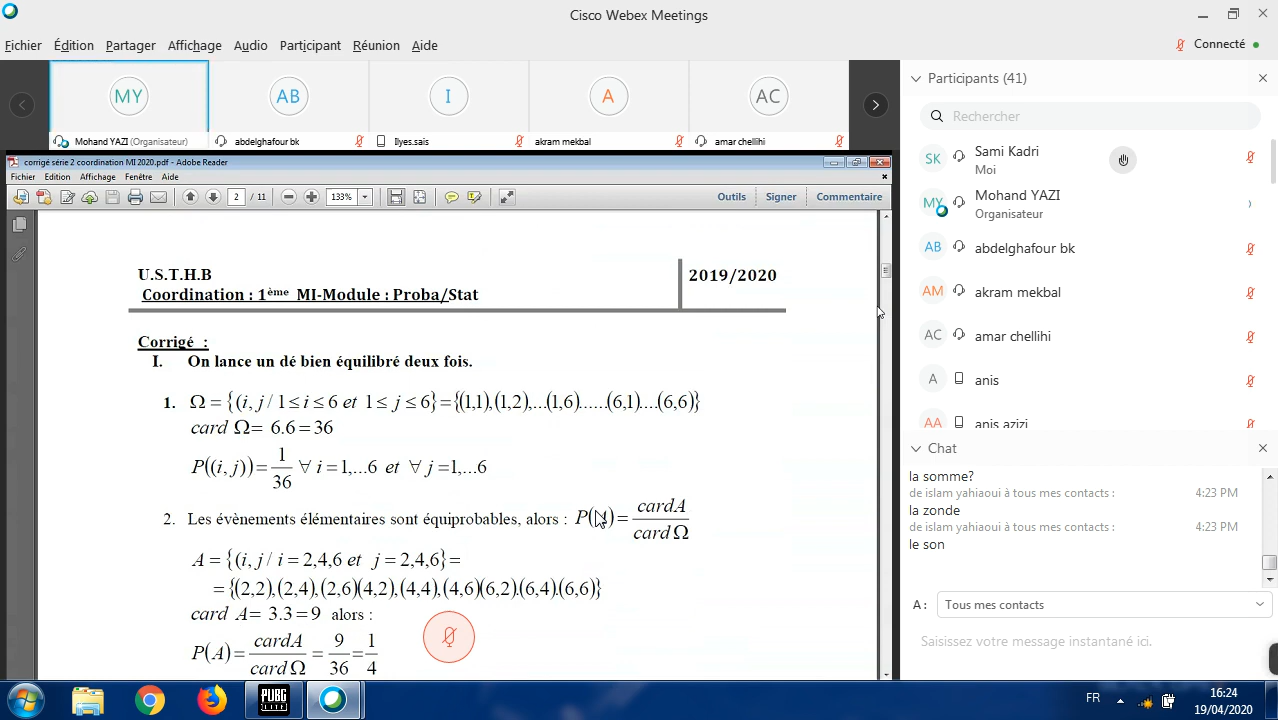 Cisco Webex Meetings
Fichier Édition Partager Affichage Audio Participant Réunion Aide
Connecté
MY AB I A AC
Mohand YAZI (Organisateur) abdelghafour bk Ilyes.sais akram mekbal amar chellihi
corrigé série 2 coordination MI 2020.pdf - Adobe Reader
Fichier Edition Affichage Fenêtre Aide
2 / 11 133% Outils Signer Commentaire
U.S.T.H.B 2019/2020
Coordination : 1ème MI-Module : Proba/Stat
Corrigé :
I. On lance un dé bien équilibré deux fois.
1. Ω = {(i, j / 1 ≤ i ≤ 6 et 1 ≤ j ≤ 6} = {(1,1),(1,2),...(1,6)......(6,1)....(6,6)}
card Ω = 6.6 = 36
P((i, j)) = 1/36 ∀ i = 1,...6 et ∀ j = 1,...6
2. Les évènements élémentaires sont équiprobables, alors : P(A) = cardA / card Ω
A = {(i, j / i = 2,4,6 et j = 2,4,6} =
= {(2,2),(2,4),(2,6)(4,2),(4,4),(4,6)(6,2).(6,4).(6,6)}
card A = 3.3 = 9 alors :
P(A) = cardA / card Ω = 9/36 = 1/4
Participants (41)
Rechercher
SK Sami Kadri
Moi
MY Mohand YAZI
Organisateur
AB abdelghafour bk
AM akram mekbal
AC amar chellihi
A anis
AA anis azizi
Chat
la somme?
de islam yahiaoui à tous mes contacts : 4:23 PM
la zonde
de islam yahiaoui à tous mes contacts : 4:23 PM
le son
A : Tous mes contacts
Saisissez votre message instantané ici.
PUBG LITE
FR 16:24
19/04/2020